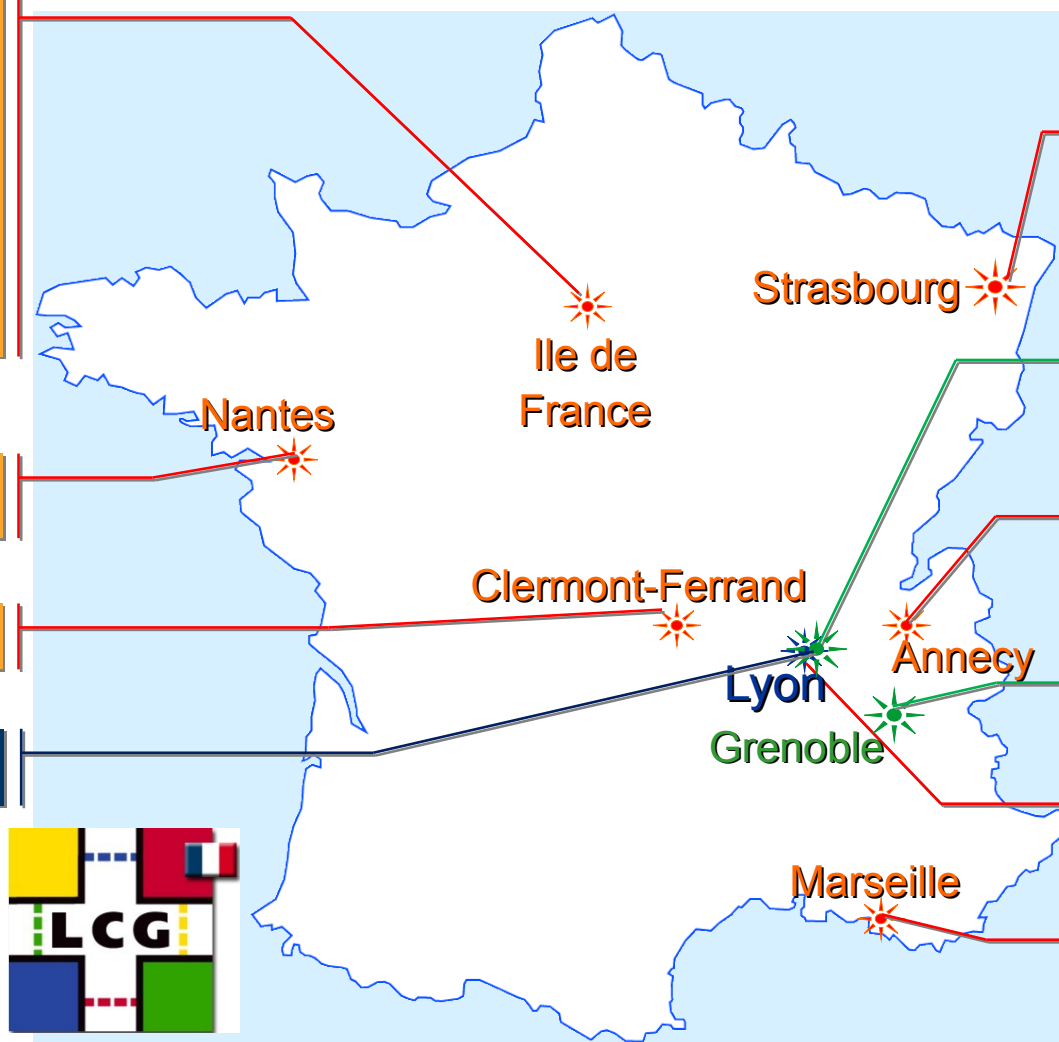 Strasbourg
Ile de
France
Nantes
Clermont-Ferrand
Annecy
Lyon
Grenoble
Marseille
LCG